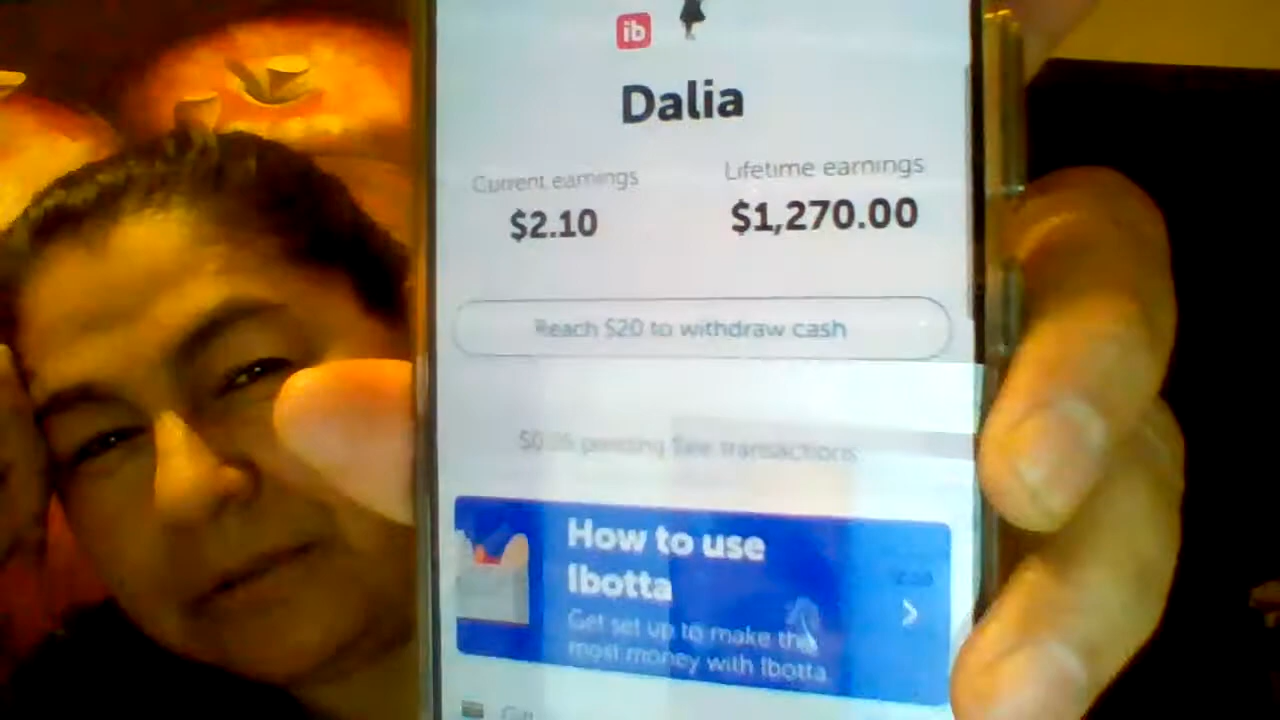 ib
Dalia
Current earnings
Lifetime earnings
$2.10
$1,270.00
Reach $20 to withdraw cash
pending See transactions
How to use
Ibotta
Get set up to make the
most money with Ibotta